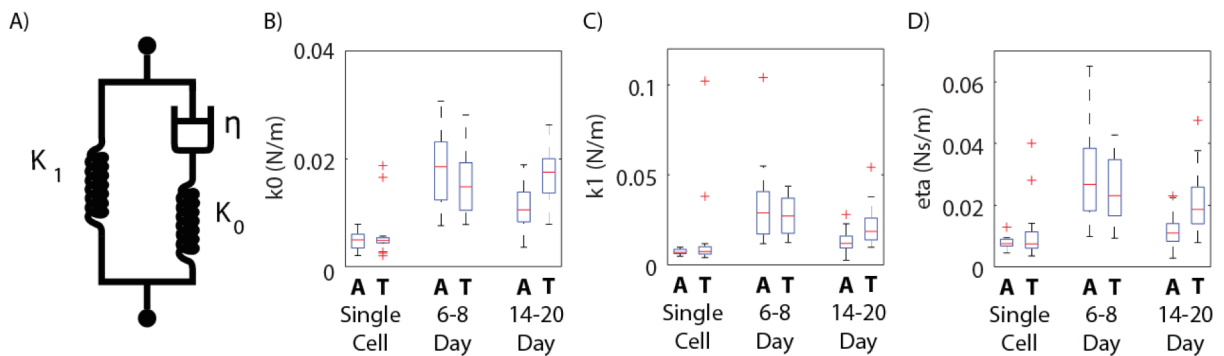 A)
K1
η
K0
B)
k0 (N/m)
0.04
0.02
0
A T A T A T
Single Cell
6-8 Day
14-20 Day
C)
k1 (N/m)
0.1
0.05
0
A T A T A T
Single Cell
6-8 Day
14-20 Day
D)
eta (Ns/m)
0.06
0.04
0.02
0
A T A T A T
Single Cell
6-8 Day
14-20 Day